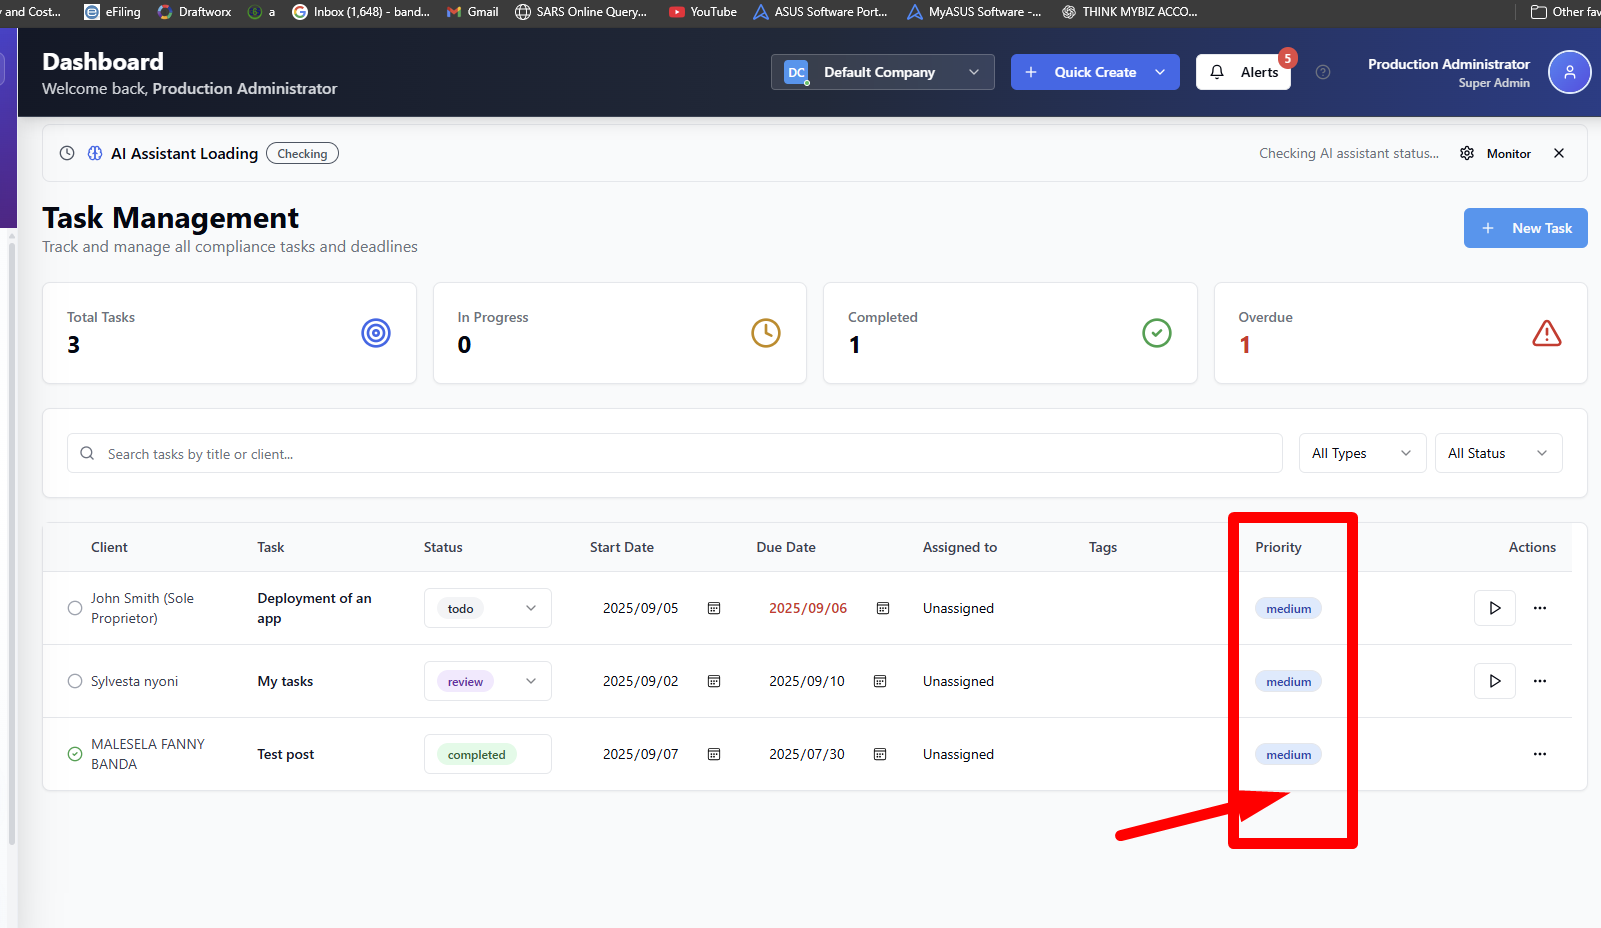 y and Cost...
eFiling
Draftworx
a
Inbox (1,648) - band...
Gmail
SARS Online Query...
YouTube
ASUS Software Port...
MyASUS Software -...
THINK MYBIZ ACCO...
Other fav
Dashboard
Welcome back, Production Administrator
DC Default Company
Quick Create
Alerts
5
Production Administrator
Super Admin
AI Assistant Loading
Checking
Checking AI assistant status...
Monitor
Task Management
Track and manage all compliance tasks and deadlines
New Task
Total Tasks
3
In Progress
0
Completed
1
Overdue
1
Search tasks by title or client...
All Types
All Status
Client Task Status Start Date Due Date Assigned to Tags Priority Actions
John Smith (Sole
Proprietor)
Deployment of an
app
todo
2025/09/05
2025/09/06
Unassigned
medium
Sylvesta nyoni
My tasks
review
2025/09/02
2025/09/10
Unassigned
medium
MALESELA FANNY
BANDA
Test post
completed
2025/09/07
2025/07/30
Unassigned
medium